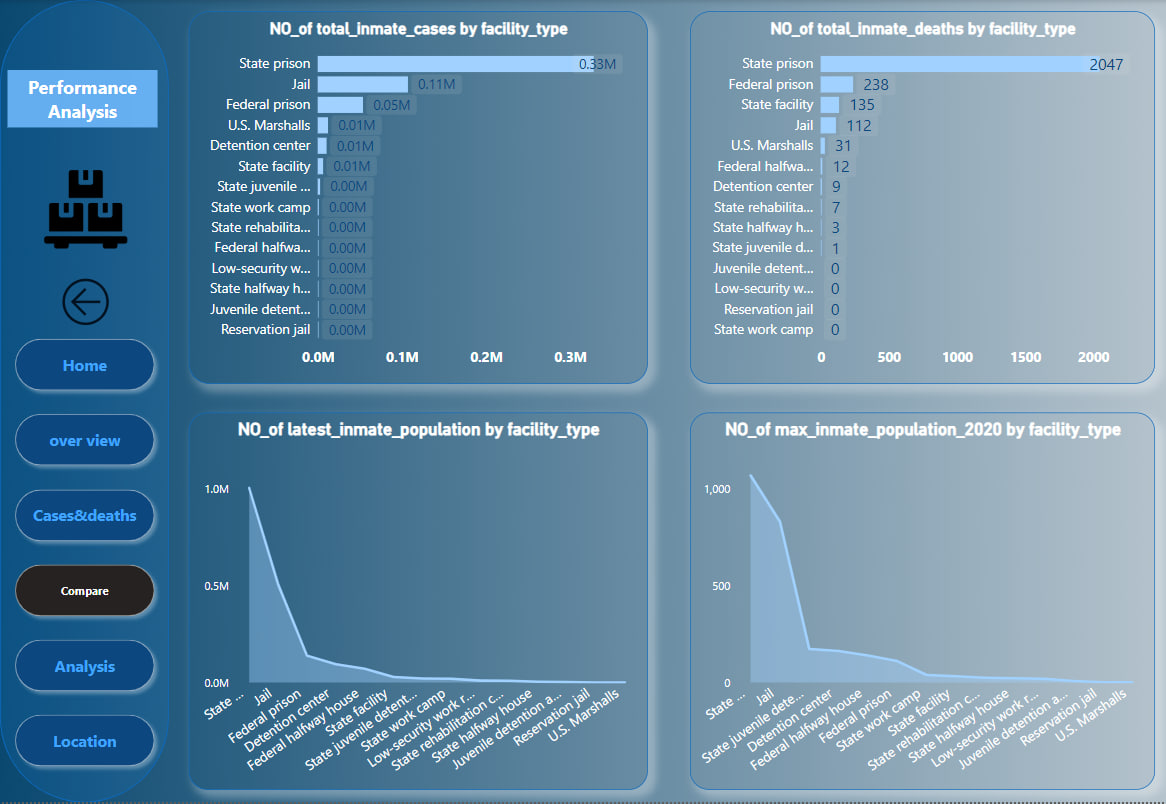 Performance
Analysis
Home
over view
Cases&deaths
Compare
Analysis
Location
NO_of total_inmate_cases by facility_type
State prison 0.33M
Jail 0.11M
Federal prison 0.05M
U.S. Marshalls 0.01M
Detention center 0.01M
State facility 0.01M
State juvenile ... 0.00M
State work camp 0.00M
State rehabilita... 0.00M
Federal halfwa... 0.00M
Low-security w... 0.00M
State halfway h... 0.00M
Juvenile detent... 0.00M
Reservation jail 0.00M
0.0M 0.1M 0.2M 0.3M
NO_of total_inmate_deaths by facility_type
State prison 2047
Federal prison 238
State facility 135
Jail 112
U.S. Marshalls 31
Federal halfwa... 12
Detention center 9
State rehabilita... 7
State halfway h... 3
State juvenile d... 1
Juvenile detent... 0
Low-security w... 0
Reservation jail 0
State work camp 0
0 500 1000 1500 2000
NO_of latest_inmate_population by facility_type
1.0M
0.5M
0.0M
State ...
Jail
Federal prison
Detention center
Federal halfway house
State facility
State juvenile detent...
State work camp
Low-security work r...
State rehabilitation c...
State halfway house
Juvenile detention a...
Reservation jail
U.S. Marshalls
NO_of max_inmate_population_2020 by facility_type
1,000
500
0
State ...
Jail
State juvenile dete...
Detention center
Federal halfway house
Federal prison
State work camp
State facility
State rehabilitation c...
State halfway house
Low-security work r...
Juvenile detention a...
Reservation jail
U.S. Marshalls